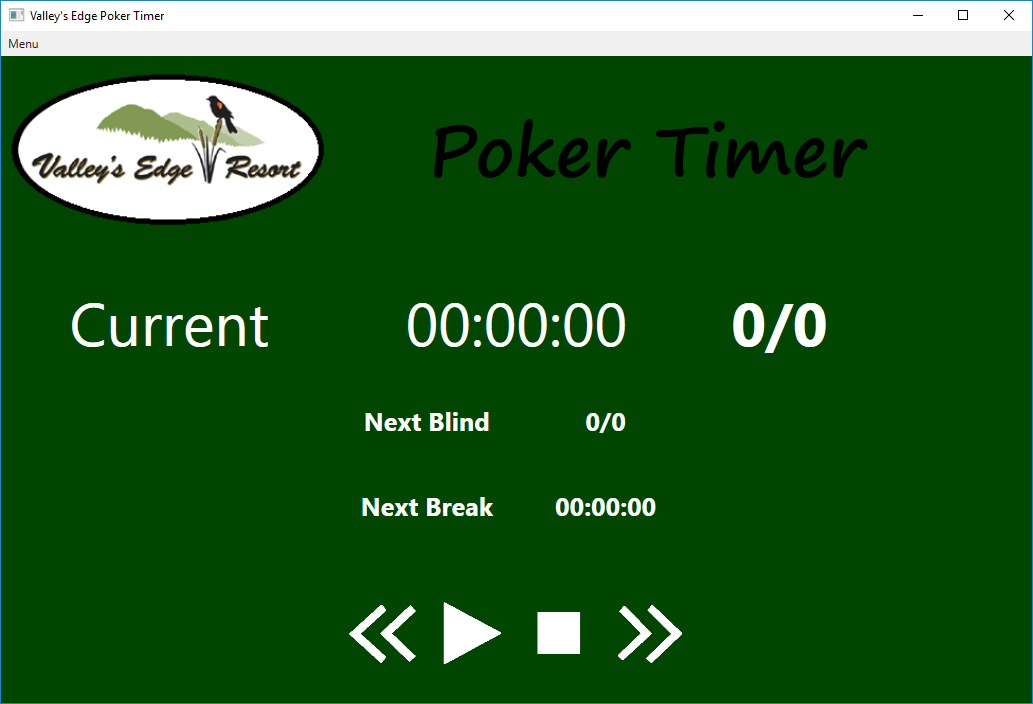 Valley's Edge Poker Timer
Menu
Valley's Edge Resort
Poker Timer
Current 00:00:00 0/0
Next Blind 0/0
Next Break 00:00:00